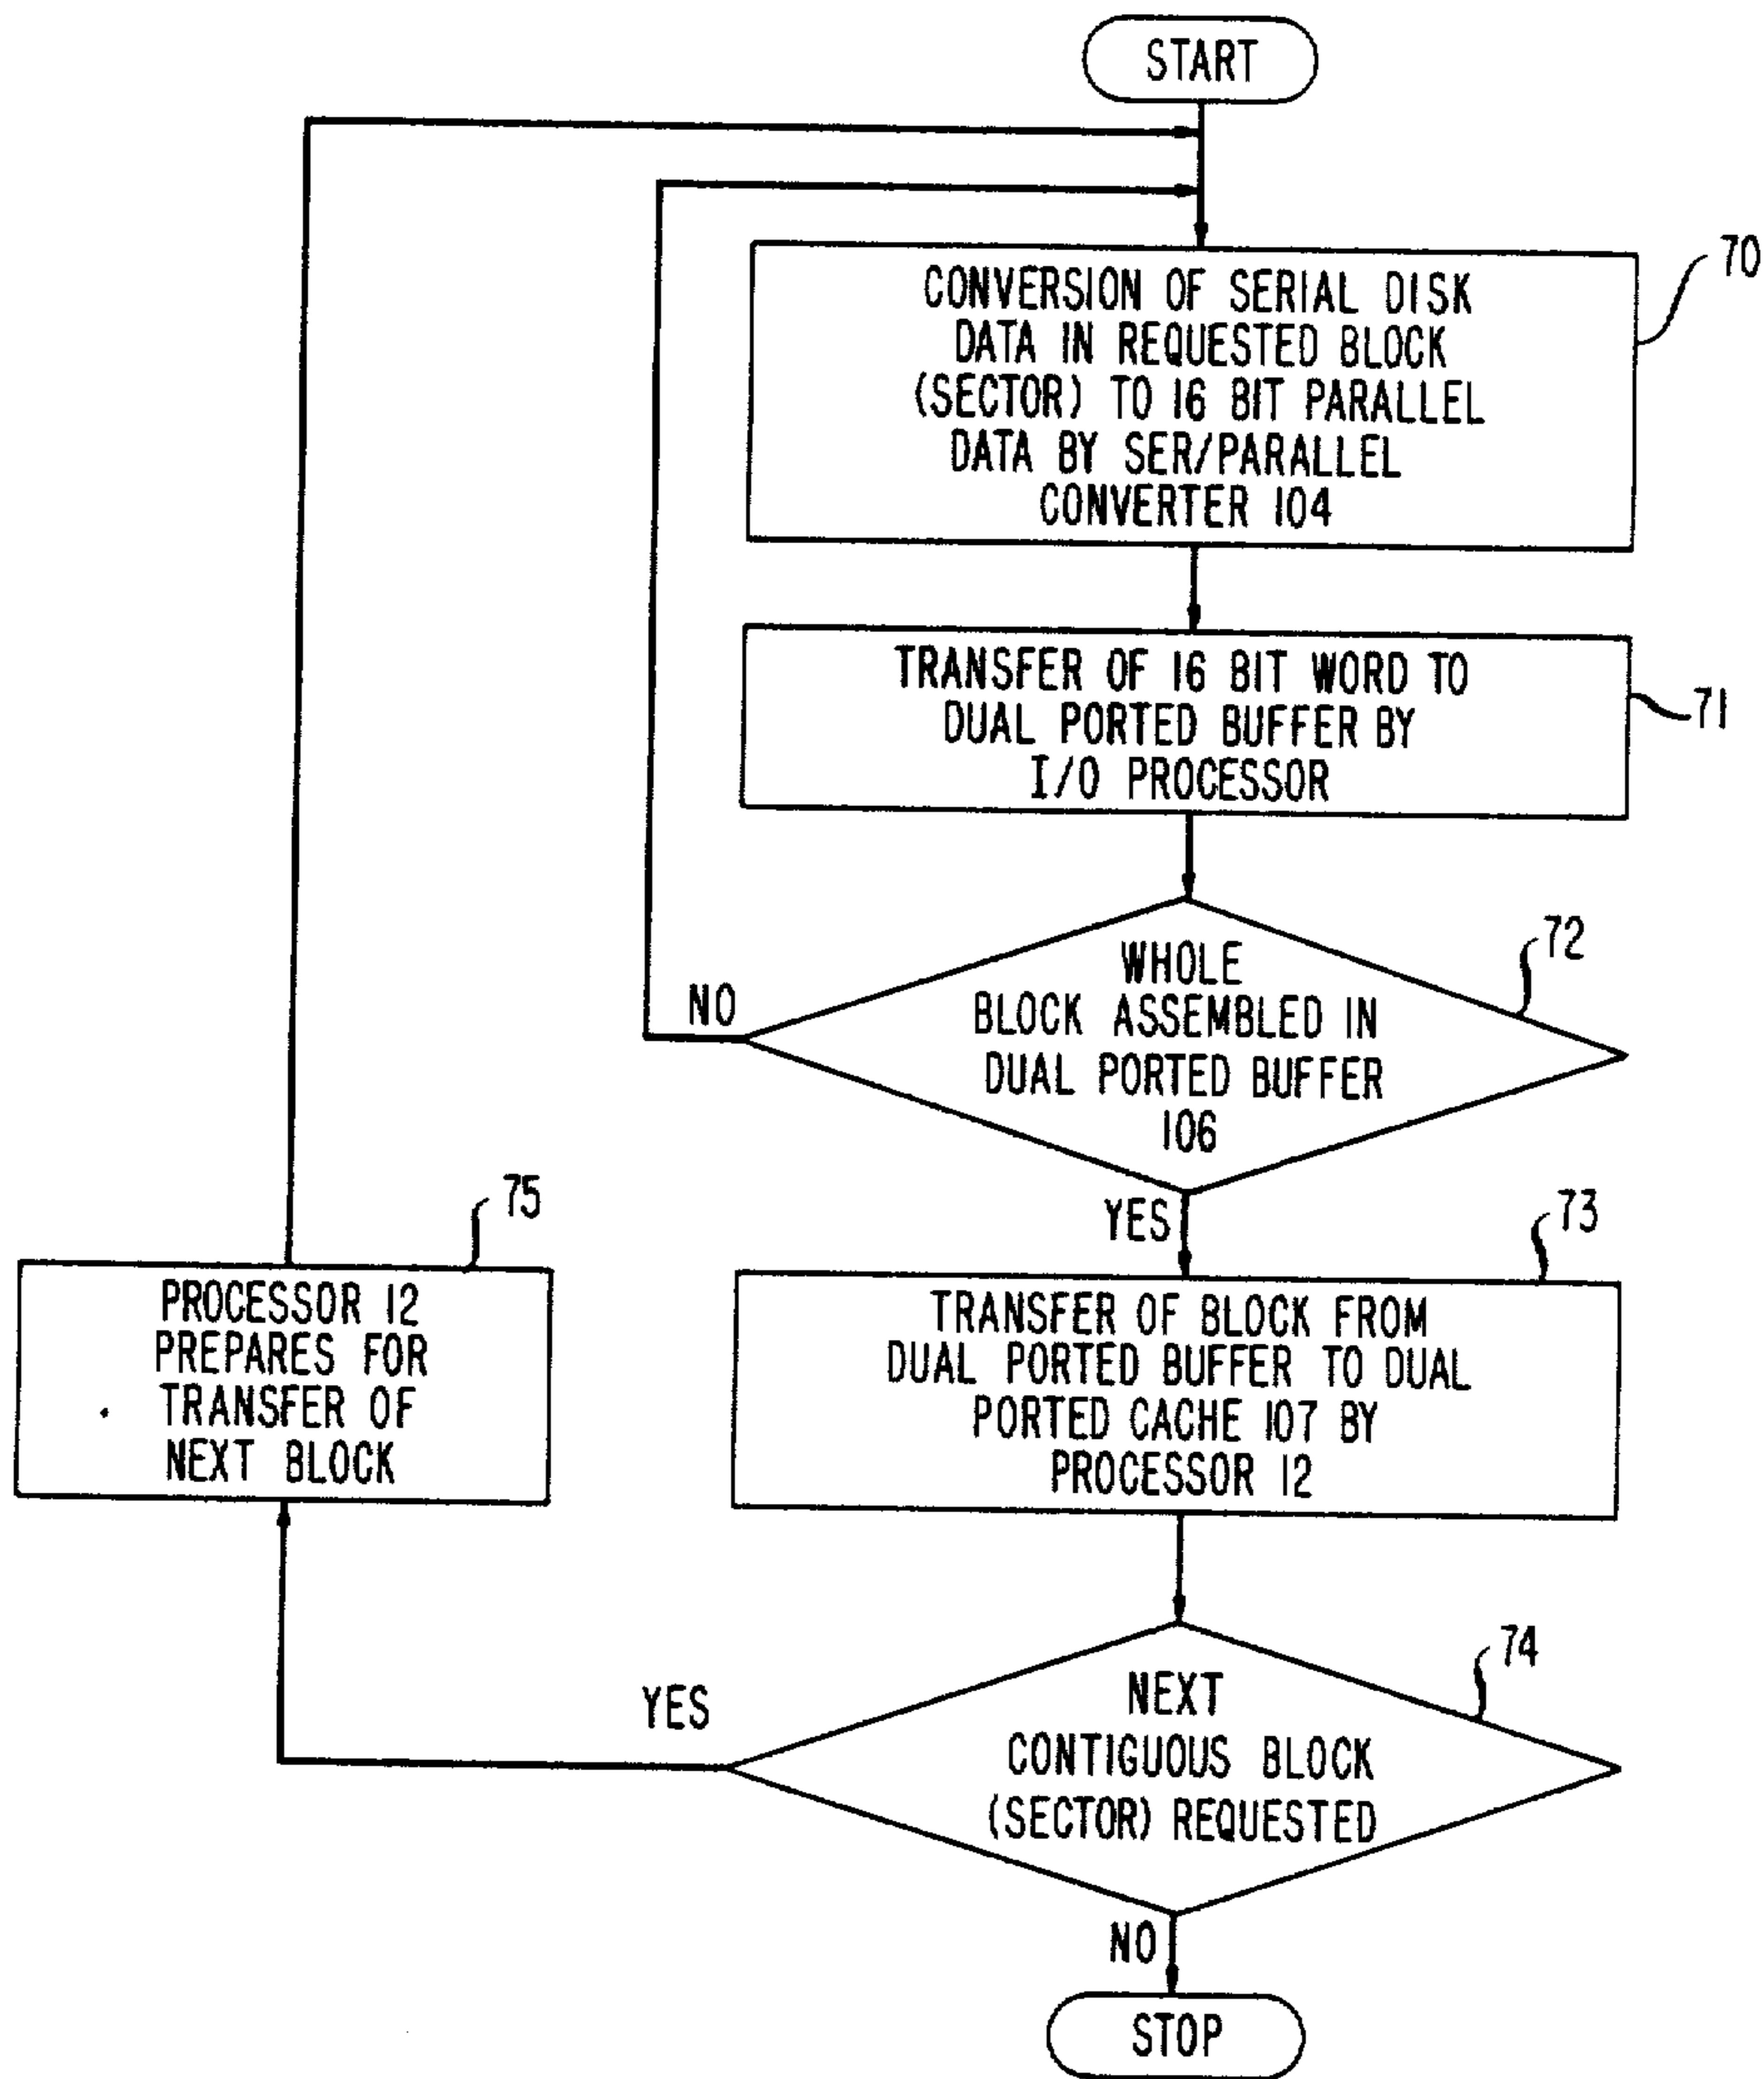 START
CONVERSION OF SERIAL DISK
DATA IN REQUESTED BLOCK
(SECTOR) TO 16 BIT PARALLEL
DATA BY SER/PARALLEL
CONVERTER 104
70
TRANSFER OF 16 BIT WORD TO
DUAL PORTED BUFFER BY
I/O PROCESSOR
71
WHOLE
BLOCK ASSEMBLED IN
DUAL PORTED BUFFER
106
72
NO
YES
TRANSFER OF BLOCK FROM
DUAL PORTED BUFFER TO DUAL
PORTED CACHE 107 BY
PROCESSOR 12
73
PROCESSOR 12
PREPARES FOR
TRANSFER OF
NEXT BLOCK
75
NEXT
CONTIGUOUS BLOCK
(SECTOR) REQUESTED
74
YES
NO
STOP